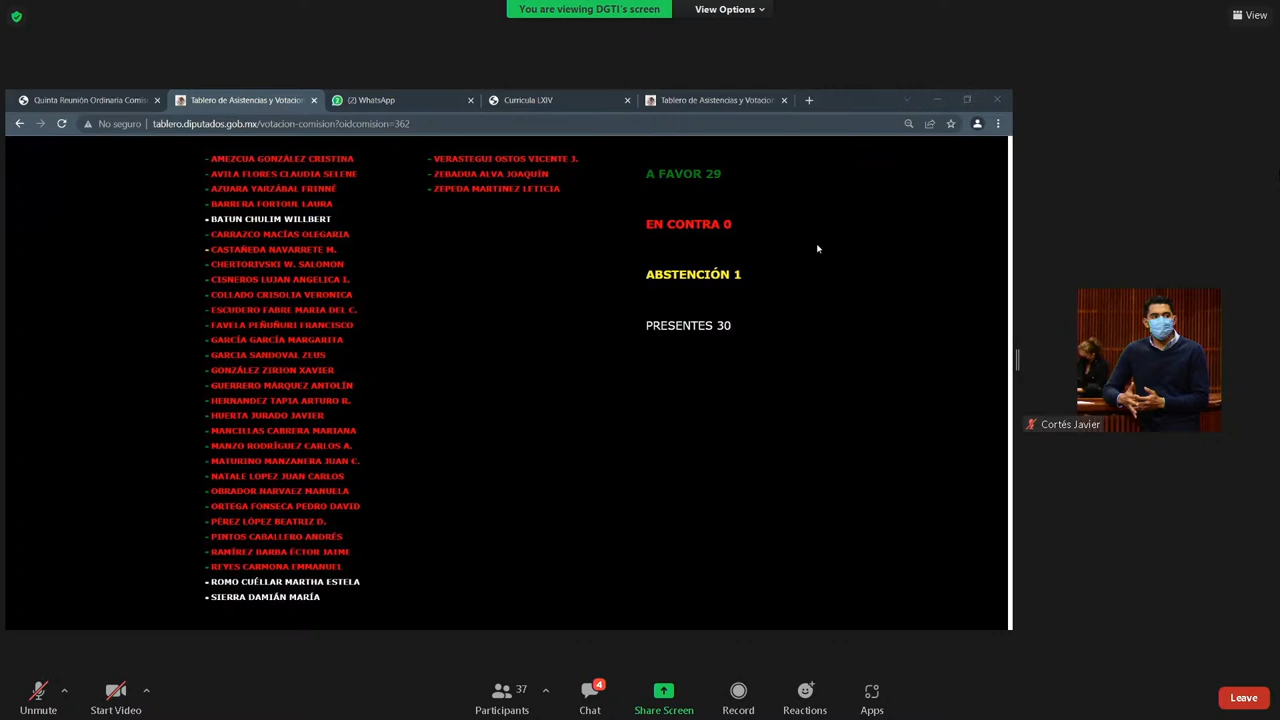 You are viewing DGTI's screen
View Options
View
Quinta Reunión Ordinaria Comis
Tablero de Asistencias y Votacion
(2) WhatsApp
Curricula LXIV
Tablero de Asistencias y Votacion
No seguro
tablero.diputados.gob.mx/votacion-comision?oidcomision=362
- AMEZCUA GONZÁLEZ CRISTINA
- AVILA FLORES CLAUDIA SELENE
- AZUARA YARZÁBAL FRINNÉ
- BARRERA FORTOUL LAURA
- BATUN CHULIM WILLBERT
- CARRAZCO MACÍAS OLEGARIA
- CASTAÑEDA NAVARRETE M.
- CHERTORIVSKI W. SALOMON
- CISNEROS LUJAN ANGELICA I.
- COLLADO CRISOLIA VERONICA
- ESCUDERO FABRE MARIA DEL C.
- FAVELA PEÑUÑURI FRANCISCO
- GARCÍA GARCÍA MARGARITA
- GARCIA SANDOVAL ZEUS
- GONZÁLEZ ZIRION XAVIER
- GUERRERO MÁRQUEZ ANTOLÍN
- HERNANDEZ TAPIA ARTURO R.
- HUERTA JURADO JAVIER
- MANCILLAS CABRERA MARIANA
- MANZO RODRÍGUEZ CARLOS A.
- MATURINO MANZANERA JUAN C.
- NATALE LOPEZ JUAN CARLOS
- OBRADOR NARVAEZ MANUELA
- ORTEGA FONSECA PEDRO DAVID
- PÉREZ LÓPEZ BEATRIZ D.
- PINTOS CABALLERO ANDRÉS
- RAMÍREZ BARBA ÉCTOR JAIME
- REYES CARMONA EMMANUEL
- ROMO CUÉLLAR MARTHA ESTELA
- SIERRA DAMIÁN MARÍA
- VERASTEGUI OSTOS VICENTE J.
- ZEBADUA ALVA JOAQUÍN
- ZEPEDA MARTINEZ LETICIA
A FAVOR 29
EN CONTRA 0
ABSTENCIÓN 1
PRESENTES 30
Cortés Javier
Unmute
Start Video
37
Participants
4
Chat
Share Screen
Record
Reactions
Apps
Leave